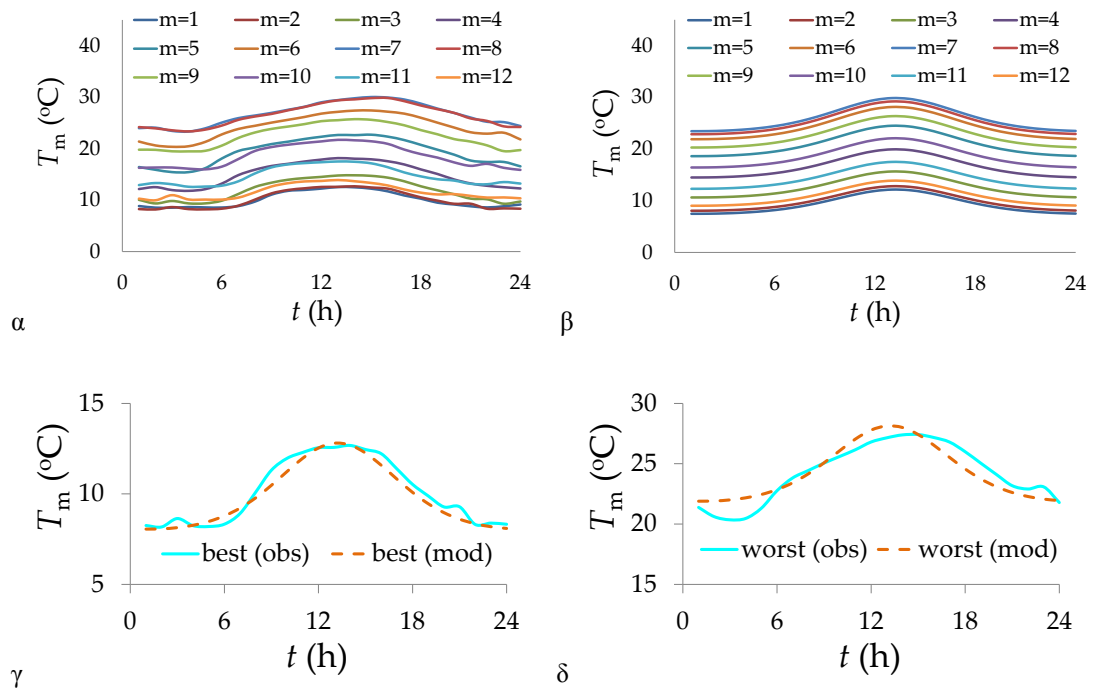 m=1 m=2 m=3 m=4
m=5 m=6 m=7 m=8
m=9 m=10 m=11 m=12
40
30
20
10
0
Tm (oC)
0 6 12 18 24
t (h)
α
m=1 m=2 m=3 m=4
m=5 m=6 m=7 m=8
m=9 m=10 m=11 m=12
40
30
20
10
0
Tm (oC)
0 6 12 18 24
t (h)
β
15
10
5
Tm (oC)
best (obs) best (mod)
0 6 12 18 24
t (h)
γ
30
25
20
15
Tm (oC)
worst (obs) worst (mod)
0 6 12 18 24
t (h)
δ